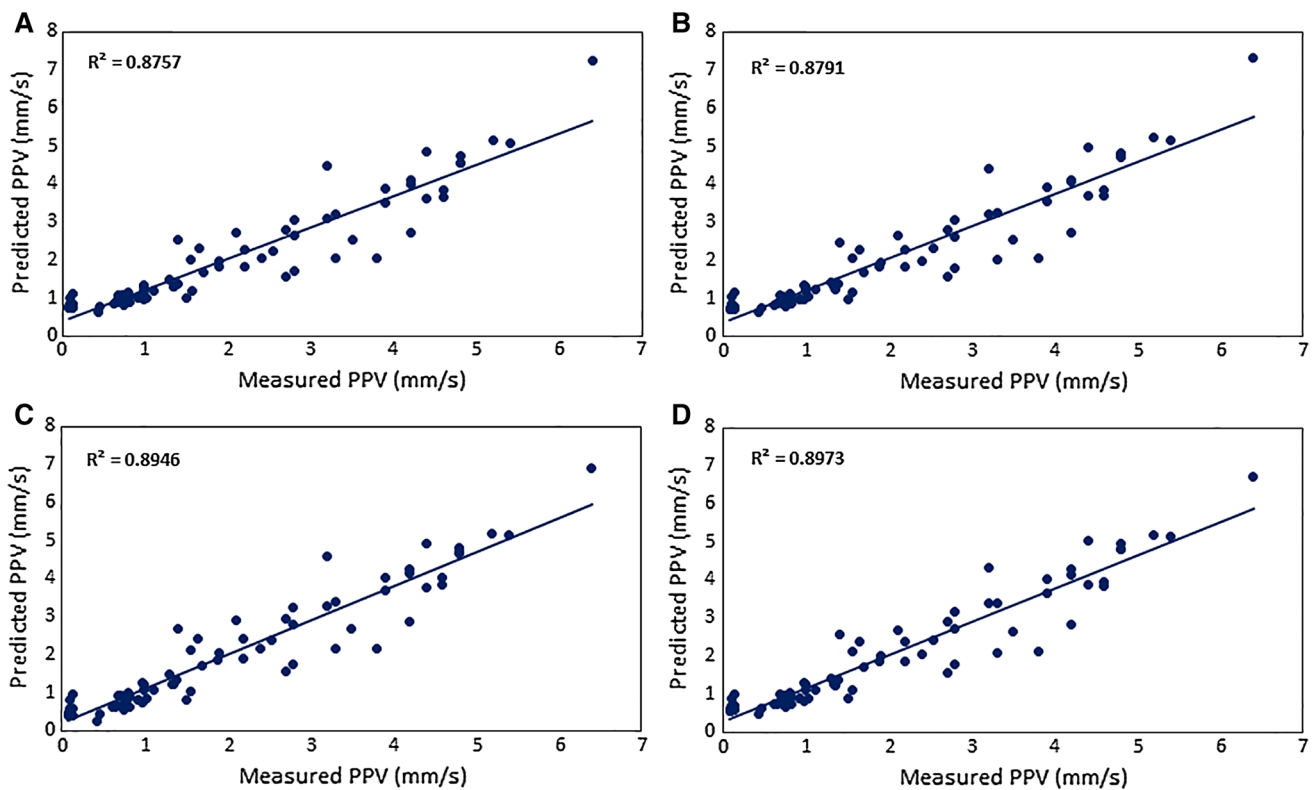 A
R² = 0.8757
Predicted PPV (mm/s)
8
7
6
5
4
3
2
1
0
0 1 2 3 4 5 6 7
Measured PPV (mm/s)
B
R² = 0.8791
Predicted PPV (mm/s)
8
7
6
5
4
3
2
1
0
0 1 2 3 4 5 6 7
Measured PPV (mm/s)
C
R² = 0.8946
Predicted PPV (mm/s)
8
7
6
5
4
3
2
1
0
0 1 2 3 4 5 6 7
Measured PPV (mm/s)
D
R² = 0.8973
Predicted PPV (mm/s)
8
7
6
5
4
3
2
1
0
0 1 2 3 4 5 6 7
Measured PPV (mm/s)